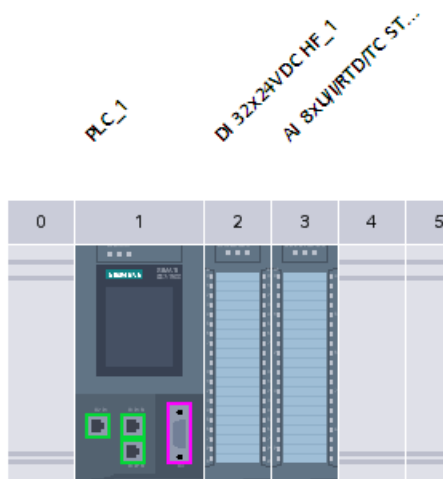 PLC_1
DI 32x24VDC HF_1
AI 8xU/I/RTD/TC ST...
0 1 2 3 4 5
SIEMENS